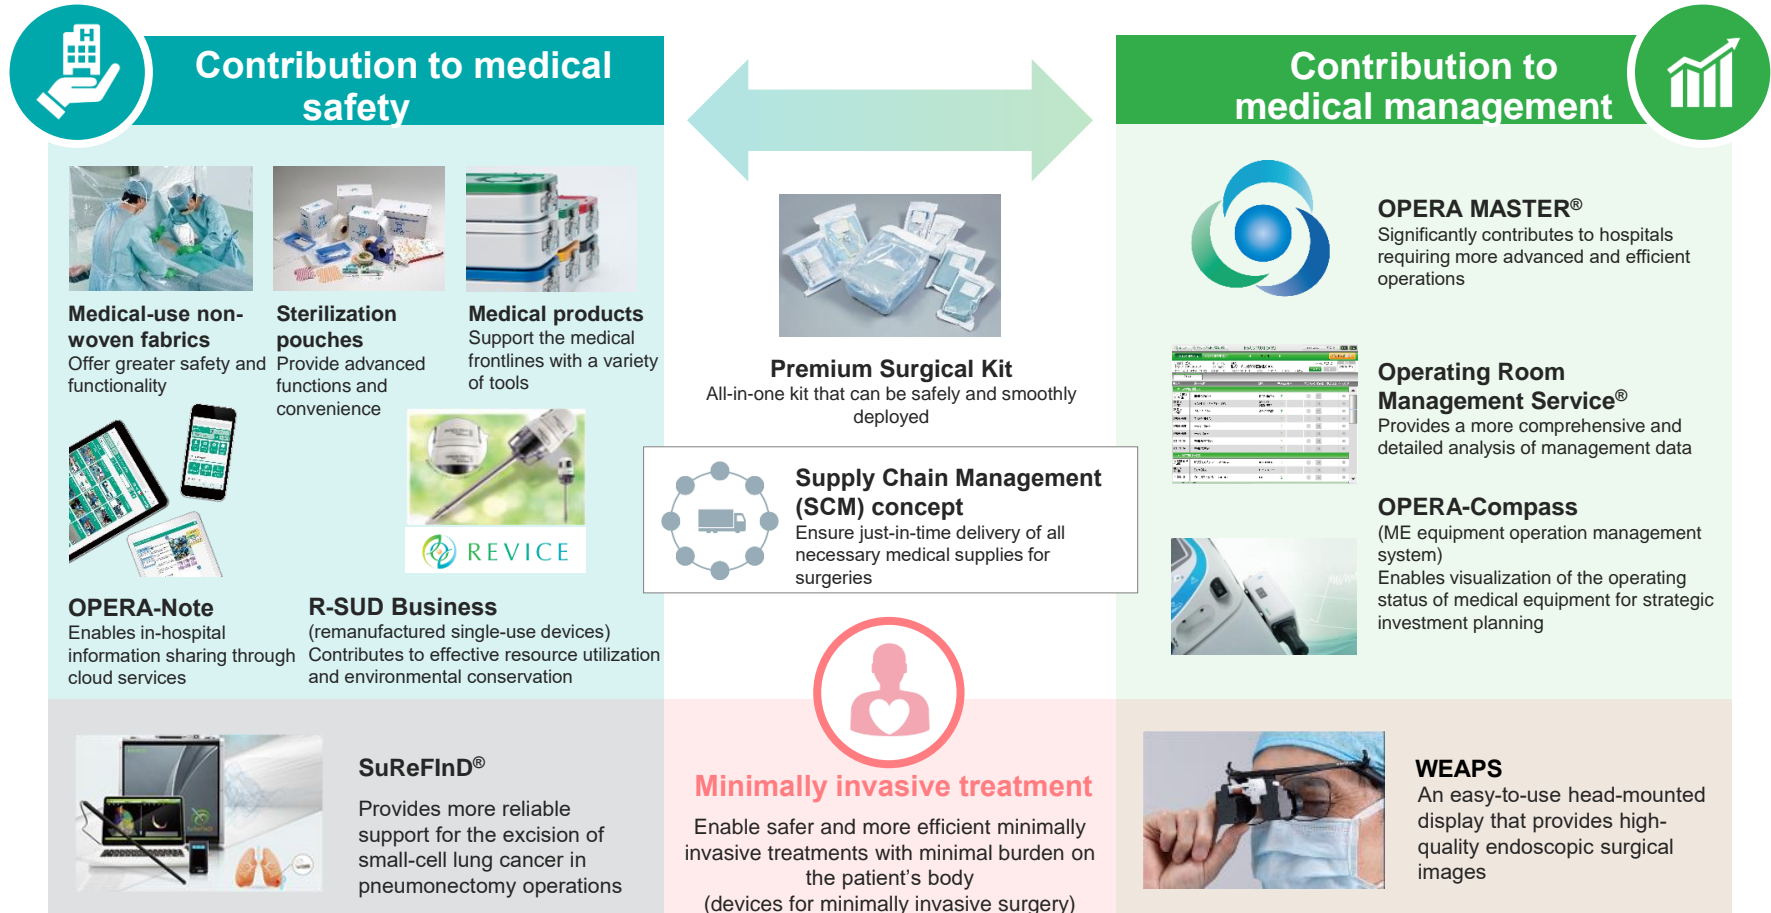 H
Contribution to medical
safety
Contribution to
medical management
Medical-use non-
woven fabrics
Offer greater safety and
functionality
Sterilization
pouches
Provide advanced
functions and
convenience
Medical products
Support the medical
frontlines with a variety
of tools
REVICE
OPERA-Note
Enables in-hospital
information sharing through
cloud services
R-SUD Business
(remanufactured single-use devices)
Contributes to effective resource utilization
and environmental conservation
Premium Surgical Kit
All-in-one kit that can be safely and smoothly
deployed
Supply Chain Management
(SCM) concept
Ensure just-in-time delivery of all
necessary medical supplies for
surgeries
OPERA MASTER®
Significantly contributes to hospitals
requiring more advanced and efficient
operations
Operating Room
Management Service®
Provides a more comprehensive and
detailed analysis of management data
OPERA-Compass
(ME equipment operation management
system)
Enables visualization of the operating
status of medical equipment for strategic
investment planning
SuReFInD®
Provides more reliable
support for the excision of
small-cell lung cancer in
pneumonectomy operations
Minimally invasive treatment
Enable safer and more efficient minimally
invasive treatments with minimal burden on
the patient's body
(devices for minimally invasive surgery)
WEAPS
An easy-to-use head-mounted
display that provides high-
quality endoscopic surgical
images